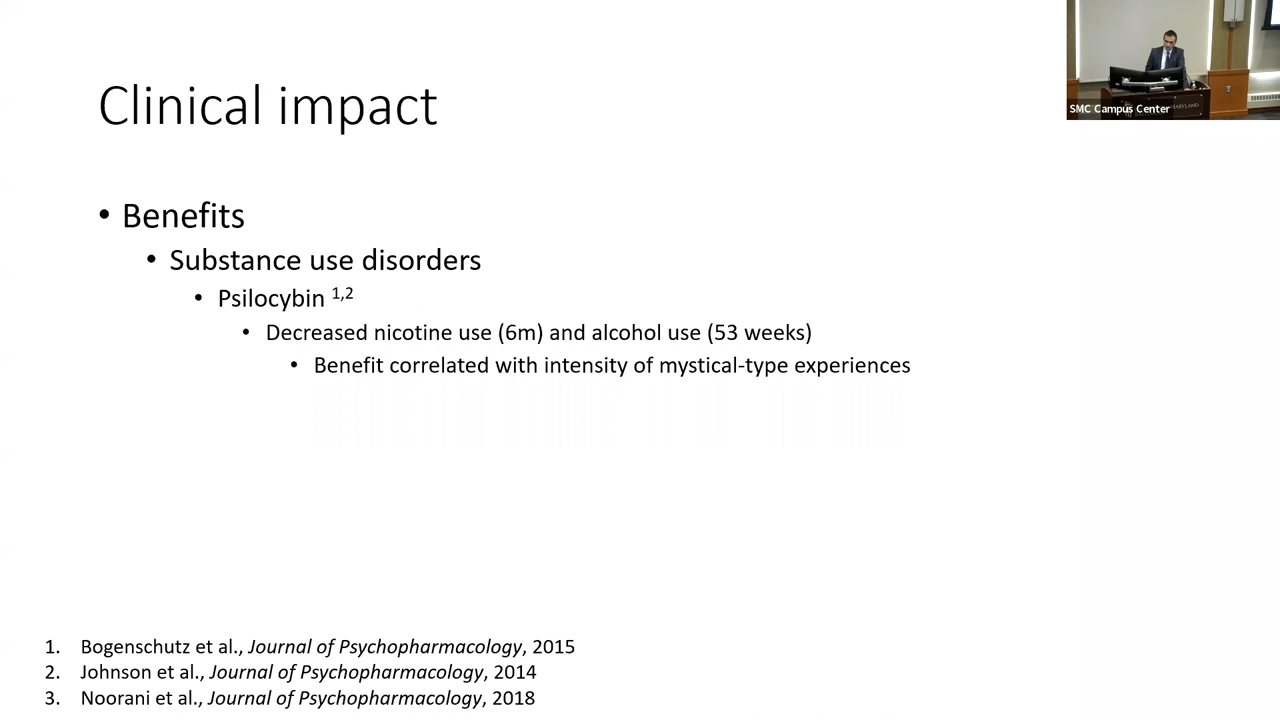 Clinical impact
SMC Campus Center
MARYLAND
• Benefits
• Substance use disorders
• Psilocybin 1,2
• Decreased nicotine use (6m) and alcohol use (53 weeks)
• Benefit correlated with intensity of mystical-type experiences
1. Bogenschutz et al., Journal of Psychopharmacology, 2015
2. Johnson et al., Journal of Psychopharmacology, 2014
3. Noorani et al., Journal of Psychopharmacology, 2018